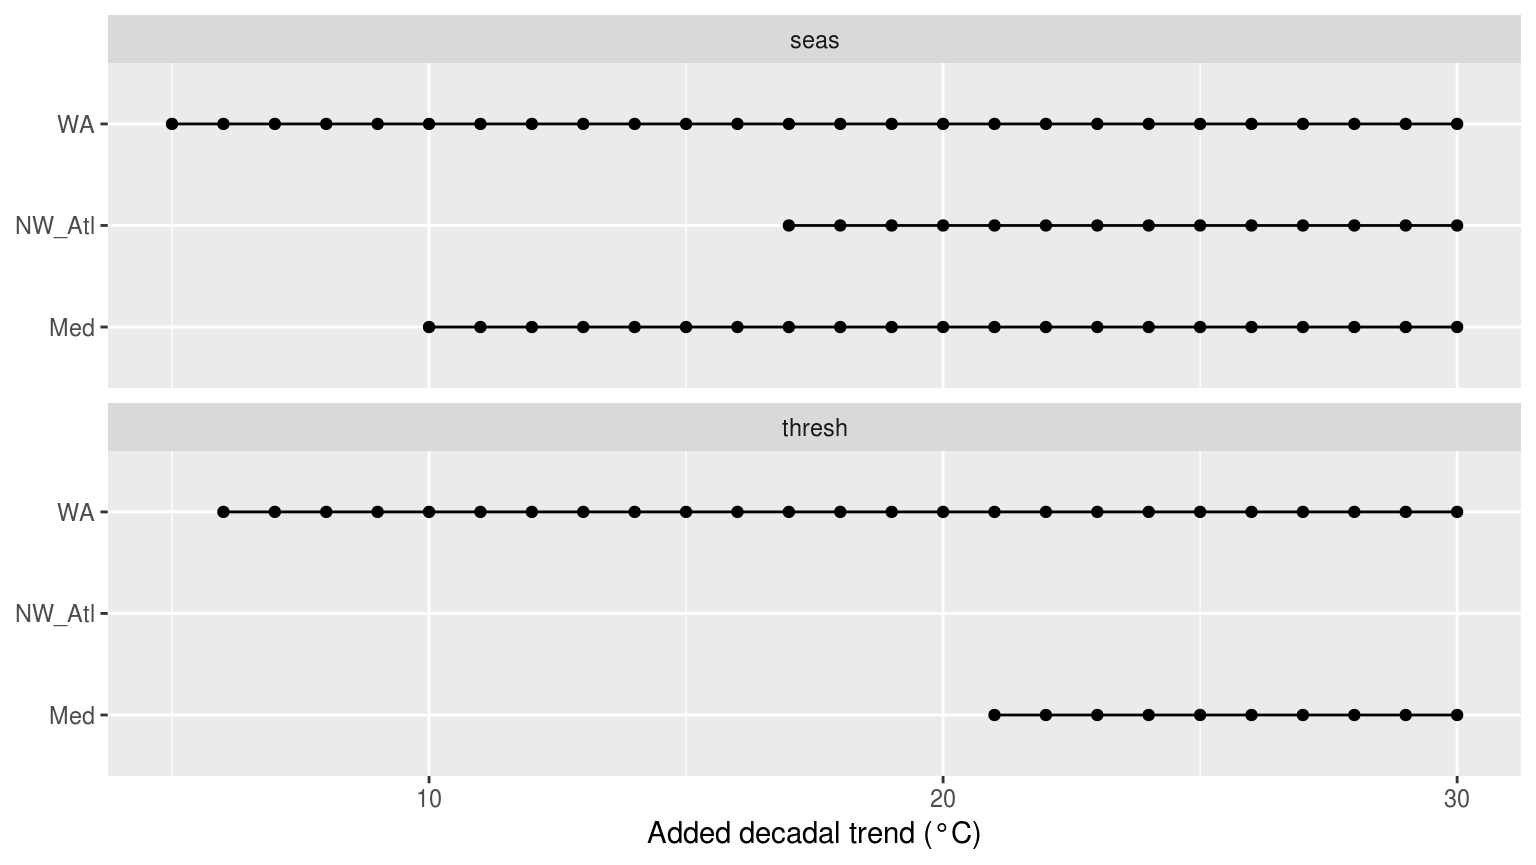 seas
WA
NW_Atl
Med
thresh
WA
NW_Atl
Med
10 20 30
Added decadal trend (°C)